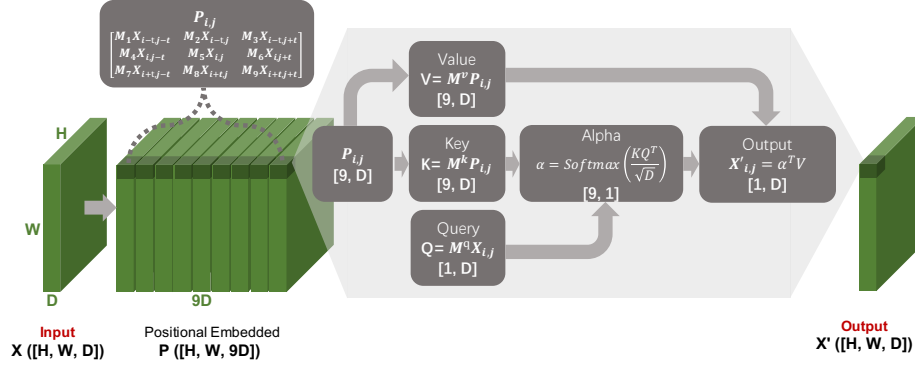 P_{i,j}
[M_1X_{i-t,j-t} M_2X_{i-t,j} M_3X_{i-t,j+t}
M_4X_{i,j-t} M_5X_{i,j} M_6X_{i,j+t}
M_7X_{i+t,j-t} M_8X_{i+t,j} M_9X_{i+t,j+t}]
H
W
D
Input
X ([H, W, D])
9D
Positional Embedded
P ([H, W, 9D])
P_{i,j}
[9, D]
Value
V= M^v P_{i,j}
[9, D]
Key
K= M^k P_{i,j}
[9, D]
Query
Q= M^q X_{i,j}
[1, D]
Alpha
α = Softmax (KQ^T / √D)
[9, 1]
Output
X'_{i,j} = α^T V
[1, D]
Output
X' ([H, W, D])